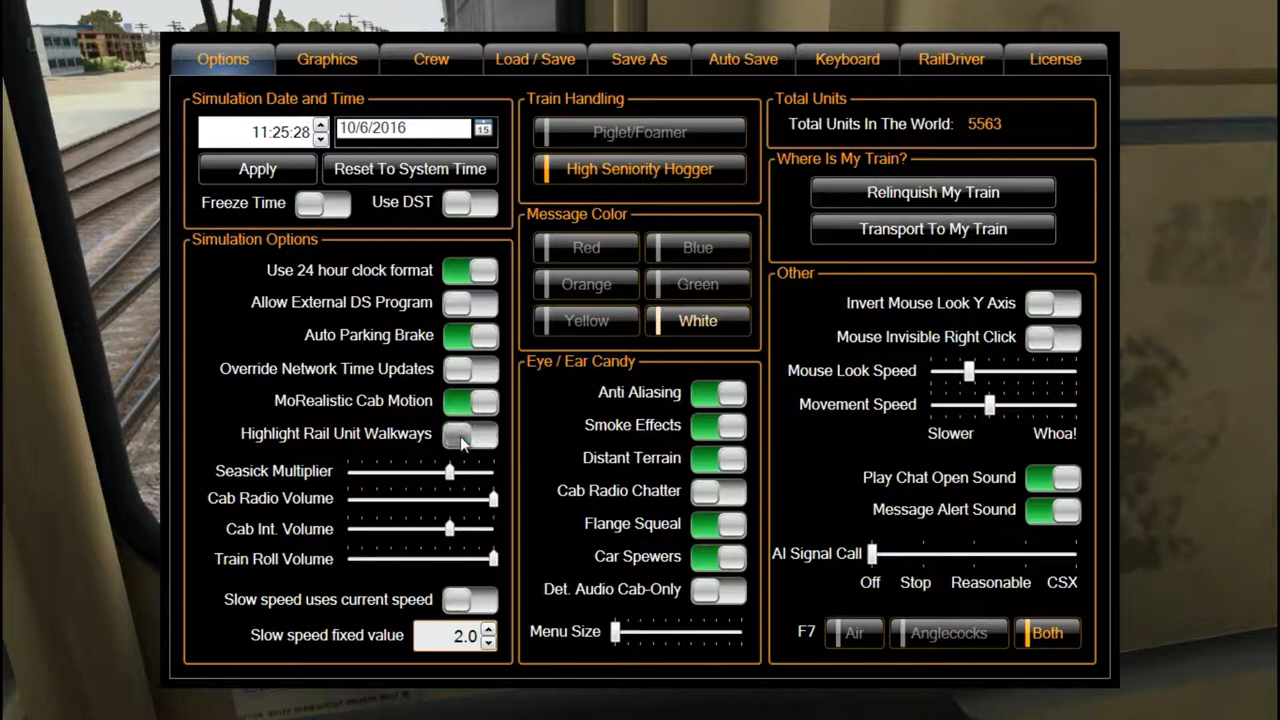 Options
Graphics
Crew
Load / Save
Save As
Auto Save
Keyboard
RailDriver
License
Simulation Date and Time
11:25:28
10/6/2016
15
Apply
Reset To System Time
Freeze Time
Use DST
Simulation Options
Use 24 hour clock format
Allow External DS Program
Auto Parking Brake
Override Network Time Updates
MoRealistic Cab Motion
Highlight Rail Unit Walkways
Seasick Multiplier
Cab Radio Volume
Cab Int. Volume
Train Roll Volume
Slow speed uses current speed
Slow speed fixed value
2.0
Train Handling
Piglet/Foamer
High Seniority Hogger
Message Color
Red
Blue
Orange
Green
Yellow
White
Eye / Ear Candy
Anti Aliasing
Smoke Effects
Distant Terrain
Cab Radio Chatter
Flange Squeal
Car Spewers
Det. Audio Cab-Only
Menu Size
Total Units
Total Units In The World: 5563
Where Is My Train?
Relinquish My Train
Transport To My Train
Other
Invert Mouse Look Y Axis
Mouse Invisible Right Click
Mouse Look Speed
Movement Speed
Slower
Whoa!
Play Chat Open Sound
Message Alert Sound
AI Signal Call
Off
Stop
Reasonable
CSX
F7
Air
Anglecocks
Both